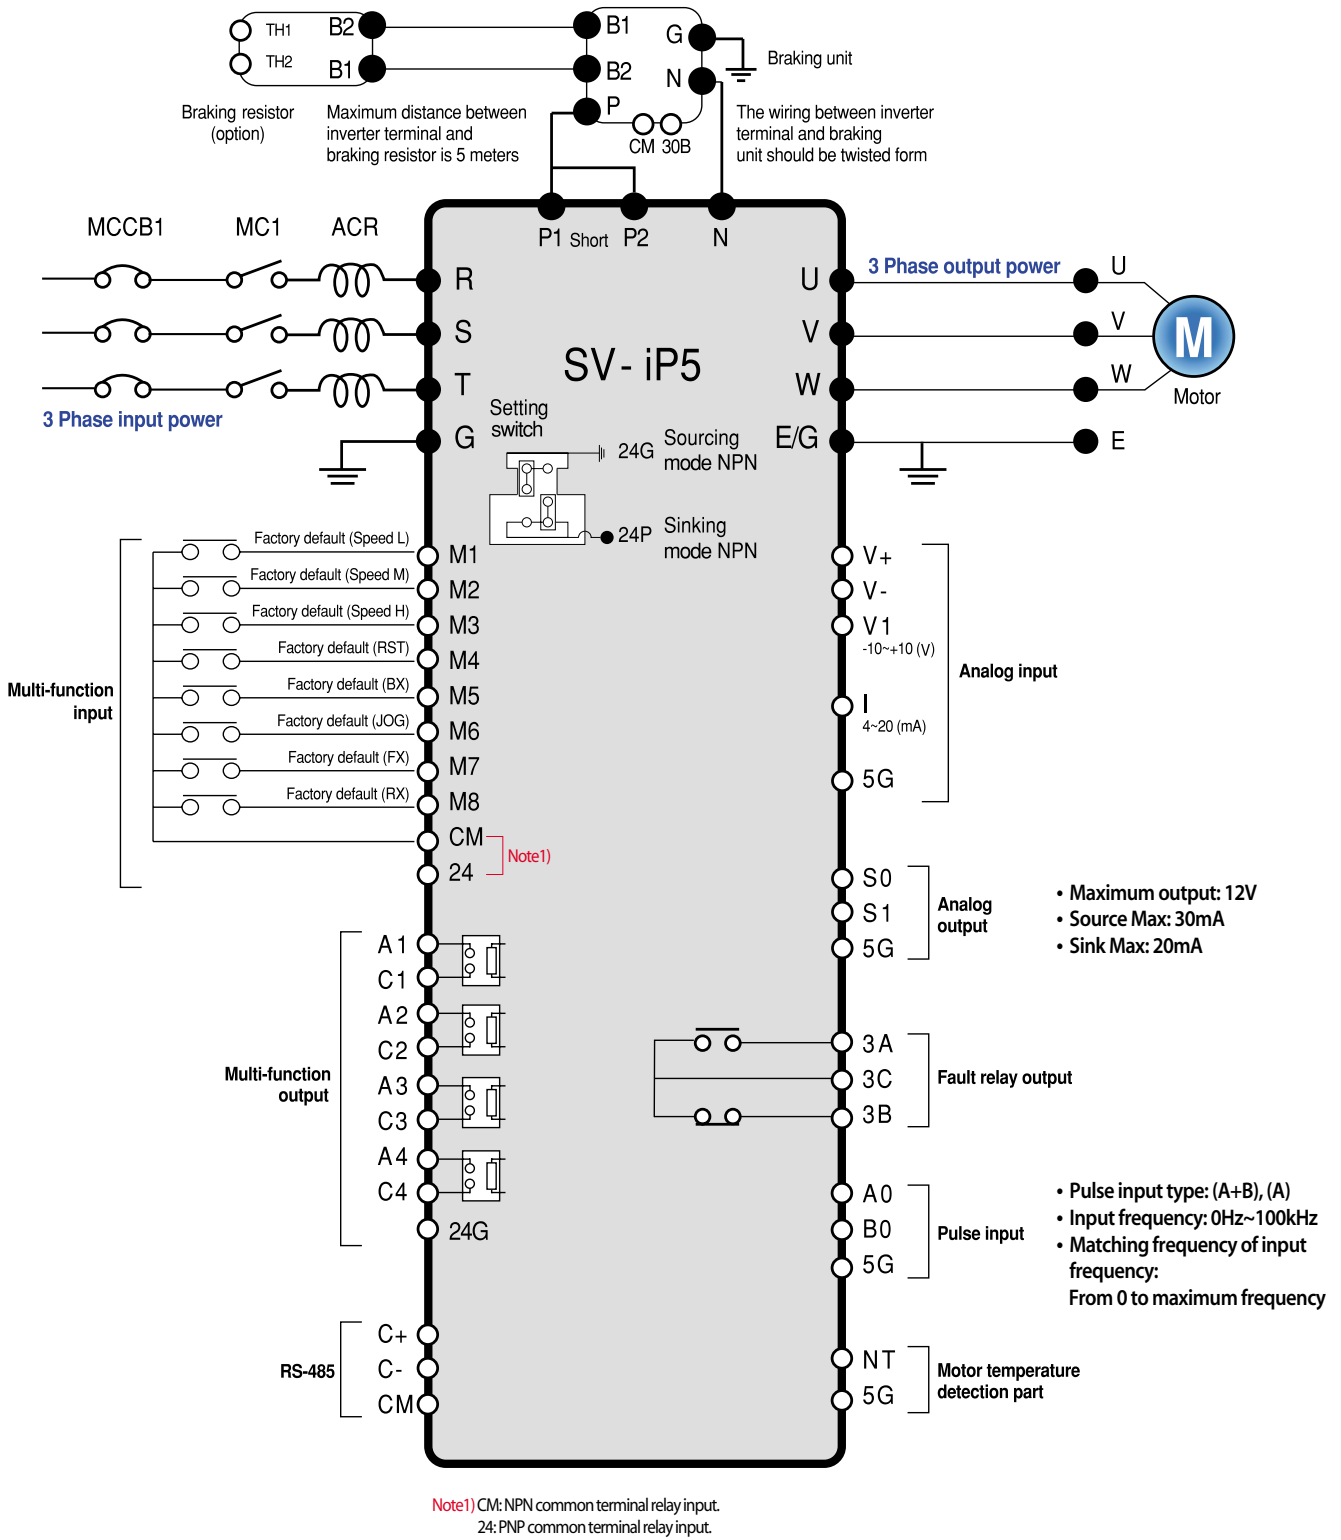 TH1
TH2
B2
B1
B1
B2
P
G
N
CM 30B
Braking unit
Braking resistor
(option)
Maximum distance between
inverter terminal and
braking resistor is 5 meters
The wiring between inverter
terminal and braking
unit should be twisted form
P1 Short P2
N
MCCB1
MC1
ACR
R
S
T
G
3 Phase input power
SV- iP5
U
V
W
E/G
3 Phase output power
U
V
W
E
M
Motor
Setting
switch
24G
Sourcing
mode NPN
24P
Sinking
mode NPN
Multi-function
input
Factory default (Speed L)
M1
Factory default (Speed M)
M2
Factory default (Speed H)
M3
Factory default (RST)
M4
Factory default (BX)
M5
Factory default (JOG)
M6
Factory default (FX)
M7
Factory default (RX)
M8
CM
24
Note1)
V+
V-
V1
-10~+10 (V)
I
4~20 (mA)
5G
Analog input
S0
S1
5G
Analog
output
• Maximum output: 12V
• Source Max: 30mA
• Sink Max: 20mA
Multi-function
output
A1
C1
A2
C2
A3
C3
A4
C4
24G
3A
3C
3B
Fault relay output
A0
B0
5G
Pulse input
• Pulse input type: (A+B), (A)
• Input frequency: 0Hz~100kHz
• Matching frequency of input
frequency:
From 0 to maximum frequency
RS-485
C+
C-
CM
NT
5G
Motor temperature
detection part
Note1) CM: NPN common terminal relay input.
24: PNP common terminal relay input.